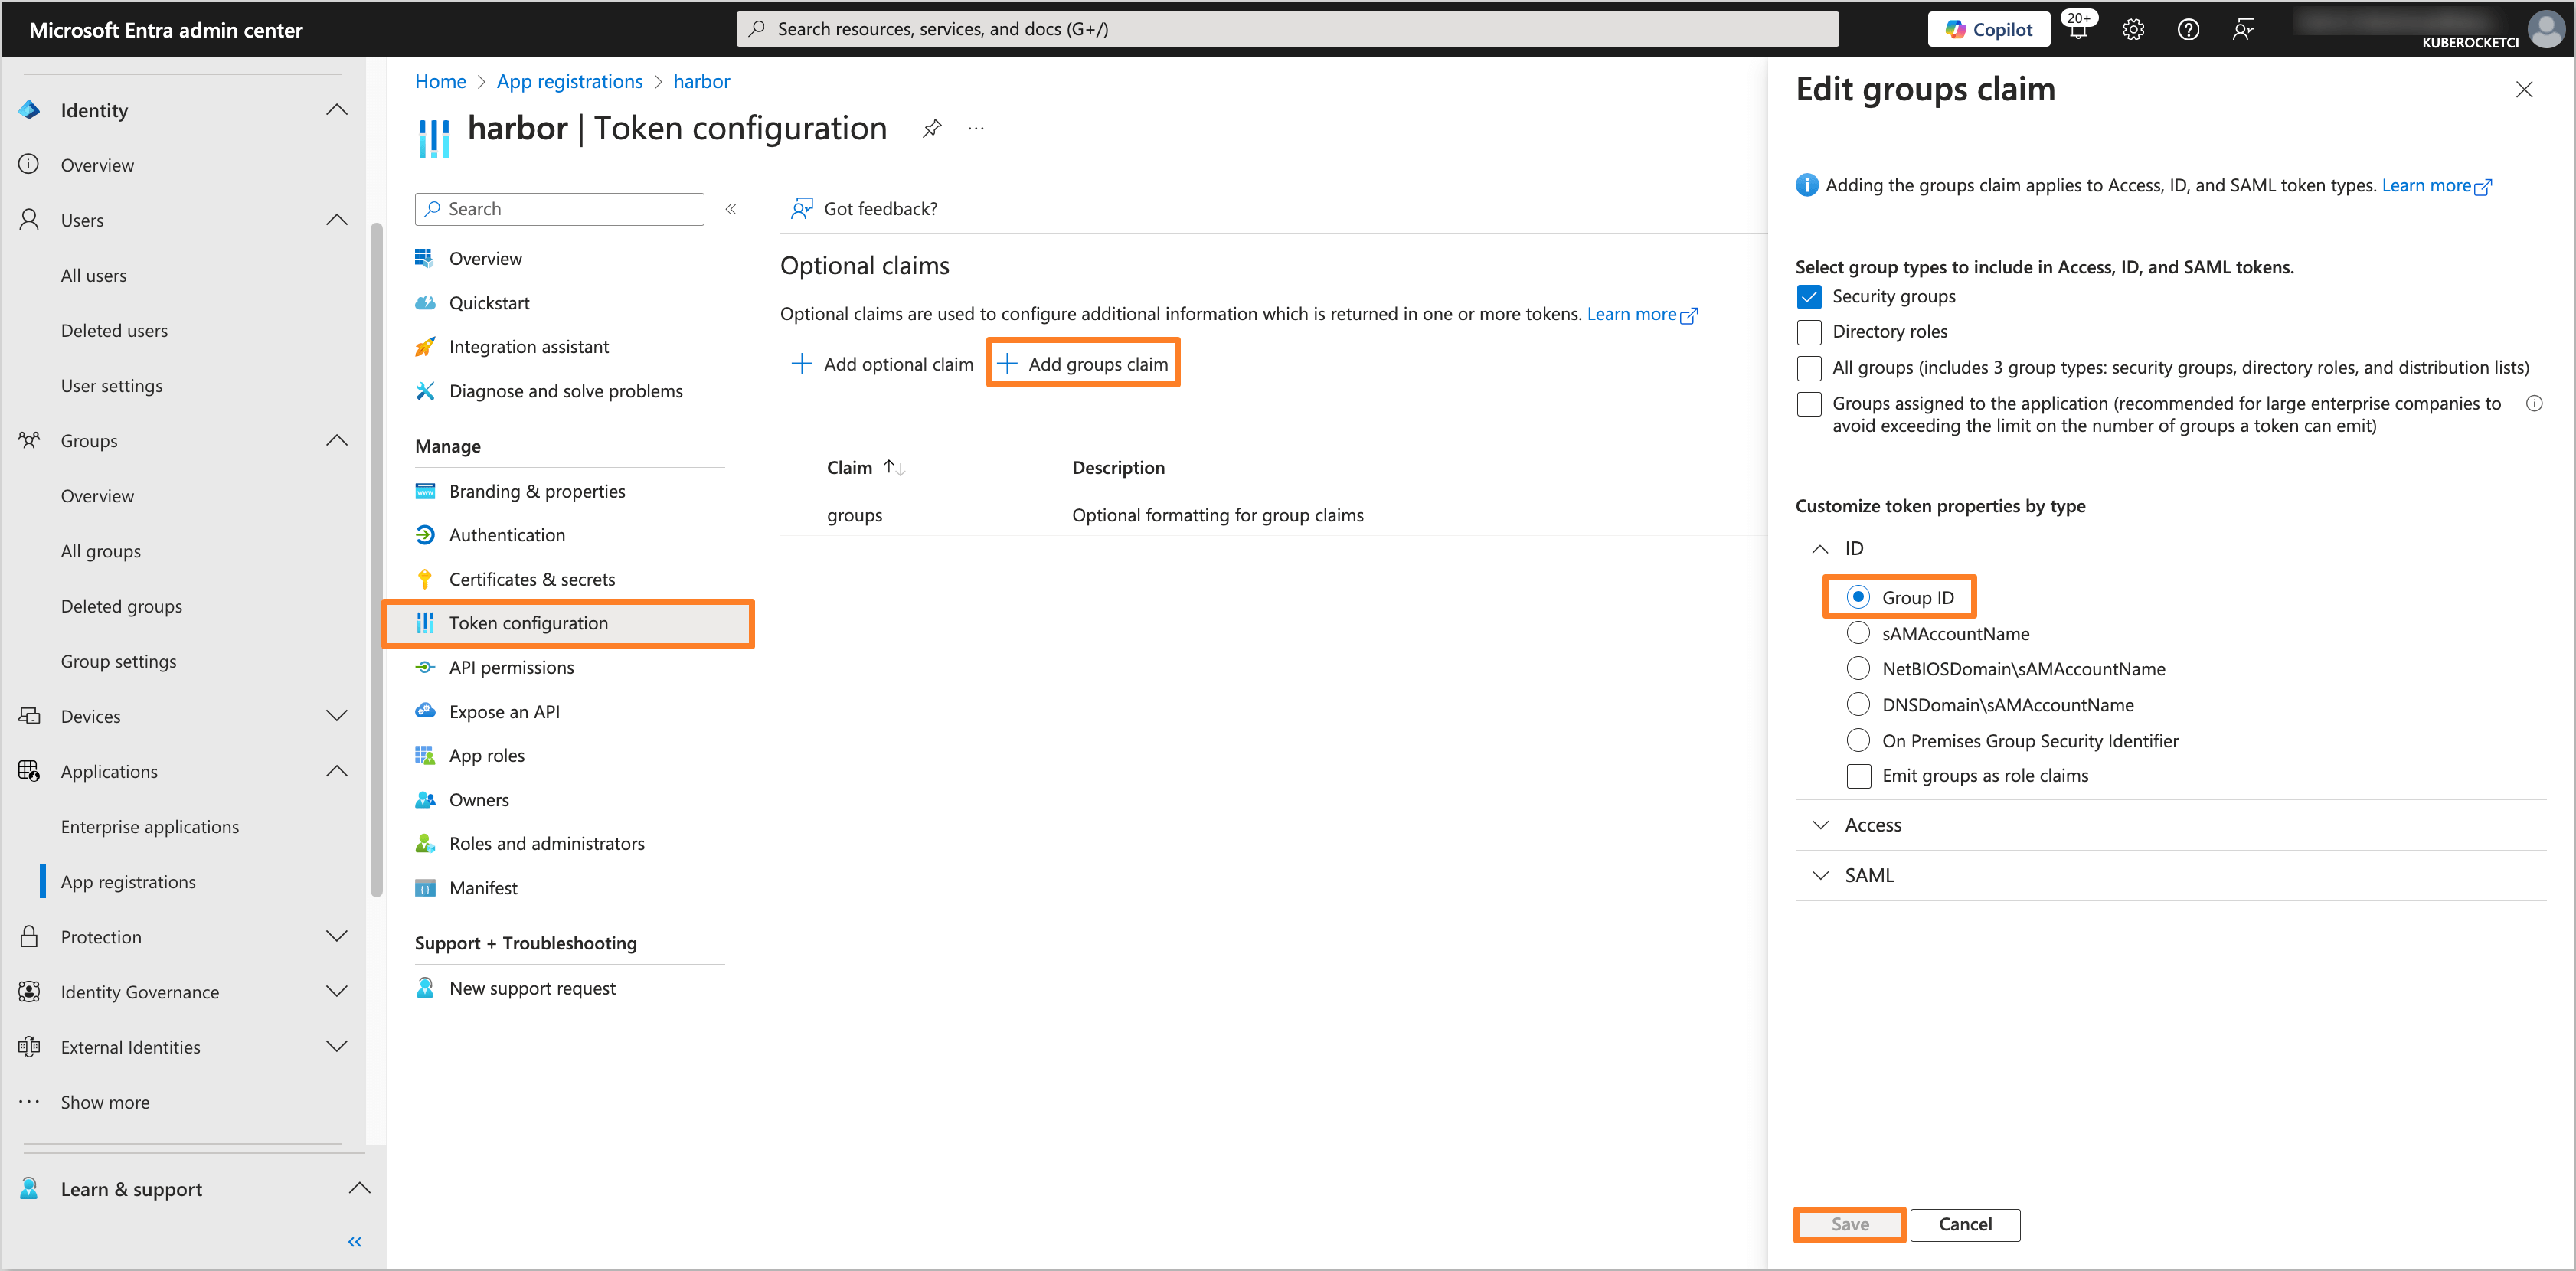 Microsoft Entra admin center
Search resources, services, and docs (G+/)
Copilot
20+
KUBEROCKETCI
Identity
Overview
Users
All users
Deleted users
User settings
Groups
Overview
All groups
Deleted groups
Group settings
Devices
Applications
Enterprise applications
App registrations
Protection
Identity Governance
External Identities
Show more
Learn & support
Home > App registrations > harbor
harbor | Token configuration
Search
Overview
Quickstart
Integration assistant
Diagnose and solve problems
Manage
Branding & properties
Authentication
Certificates & secrets
Token configuration
API permissions
Expose an API
App roles
Owners
Roles and administrators
Manifest
Support + Troubleshooting
New support request
Got feedback?
Optional claims
Optional claims are used to configure additional information which is returned in one or more tokens. Learn more
Add optional claim
Add groups claim
Claim Description
groups Optional formatting for group claims
Edit groups claim
Adding the groups claim applies to Access, ID, and SAML token types. Learn more
Select group types to include in Access, ID, and SAML tokens.
Security groups
Directory roles
All groups (includes 3 group types: security groups, directory roles, and distribution lists)
Groups assigned to the application (recommended for large enterprise companies to
avoid exceeding the limit on the number of groups a token can emit)
Customize token properties by type
ID
Group ID
sAMAccountName
NetBIOSDomain\sAMAccountName
DNSDomain\sAMAccountName
On Premises Group Security Identifier
Emit groups as role claims
Access
SAML
Save
Cancel